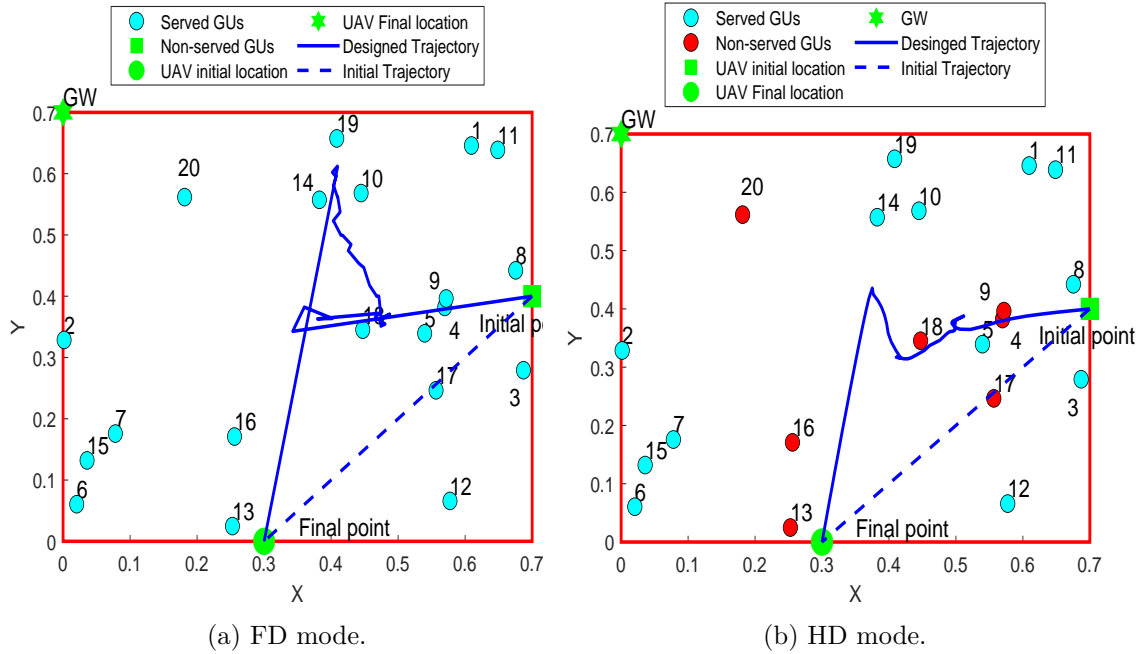 Served GUs UAV Final location
Non-served GUs Designed Trajectory
UAV initial location Initial Trajectory
GW
0.7
0.6
0.5
0.4
0.3
0.2
0.1
0
Y
19
1
11
20
14
10
8
9
18
5
4
Initial po
2
17
3
7
16
15
6
12
13
Final point
0 0.1 0.2 0.3 0.4 0.5 0.6 0.7
X
(a) FD mode.
Served GUs GW
Non-served GUs Desinged Trajectory
UAV initial location Initial Trajectory
UAV Final location
GW
0.7
0.6
0.5
0.4
0.3
0.2
0.1
0
Y
19
1
11
20
14
10
8
9
18
5
4
Initial point
2
17
3
7
16
15
6
12
13
Final point
0 0.1 0.2 0.3 0.4 0.5 0.6 0.7
X
(b) HD mode.